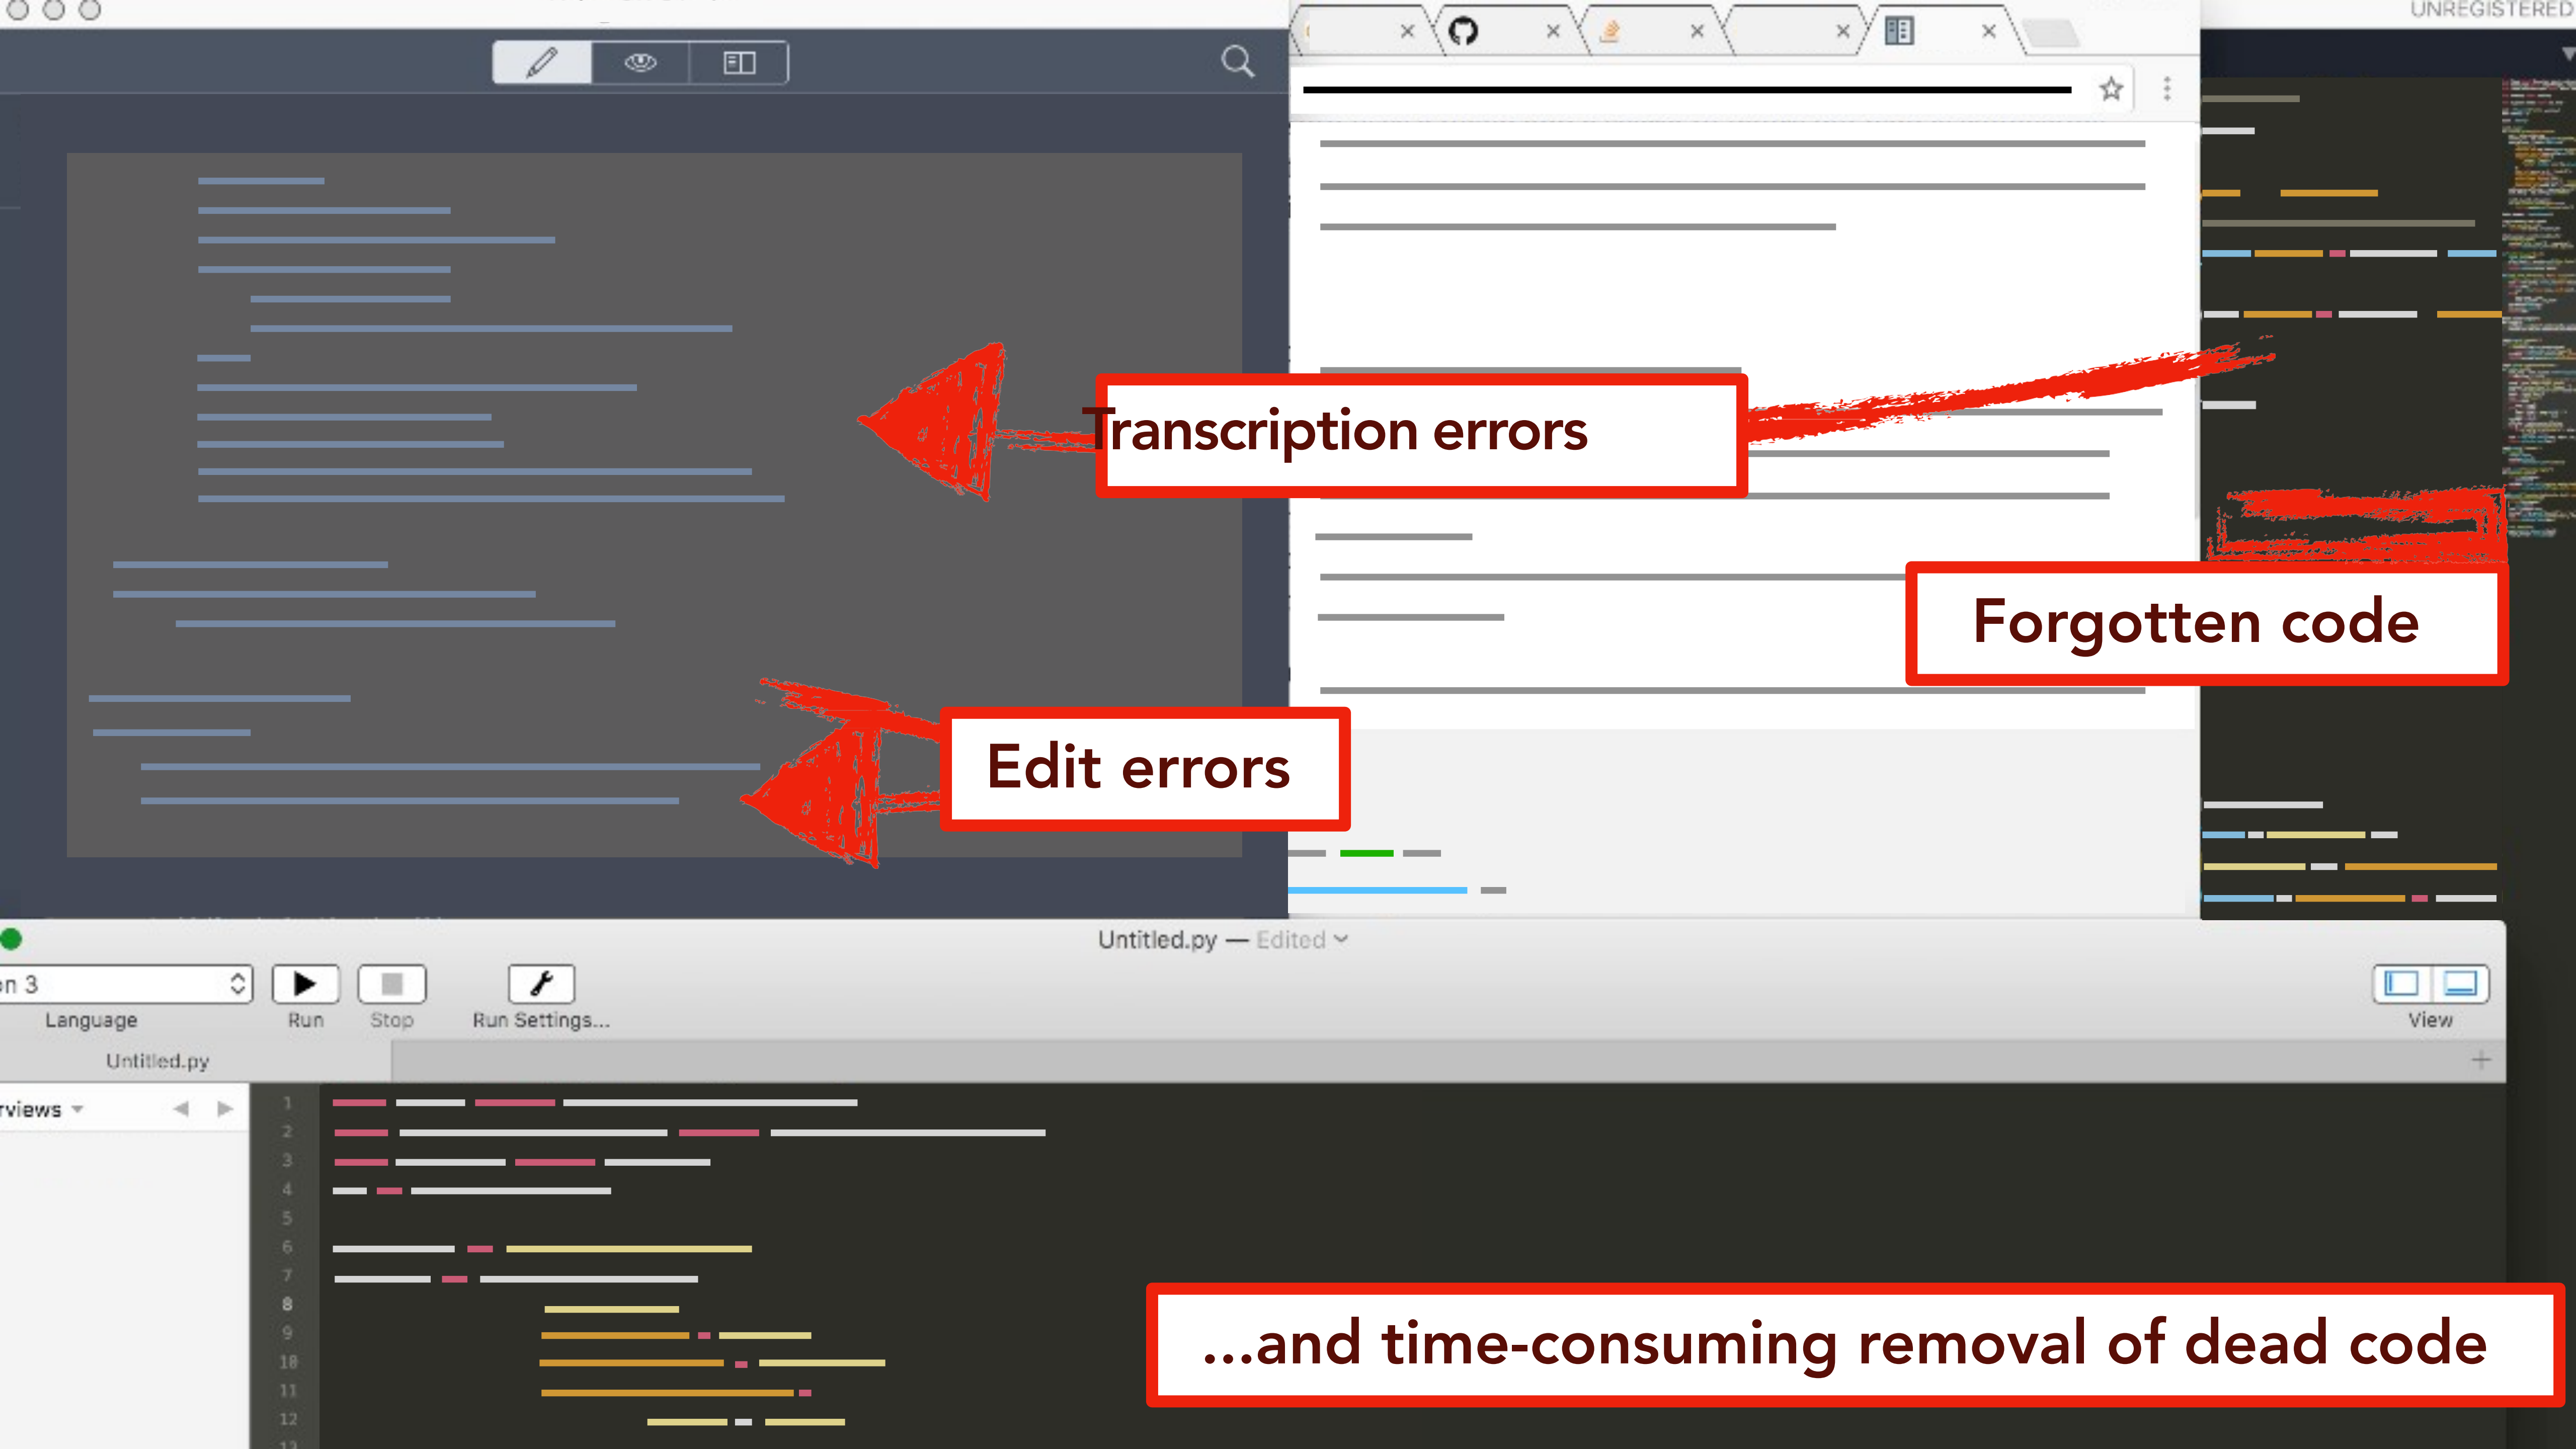 UNREGISTERED
Transcription errors
Forgotten code
Edit errors
Untitled.py — Edited
on 3
Language
Run
Stop
Run Settings...
View
Untitled.py
rviews
1
2
3
4
5
6
7
8
9
10
11
12
13
...and time-consuming removal of dead code